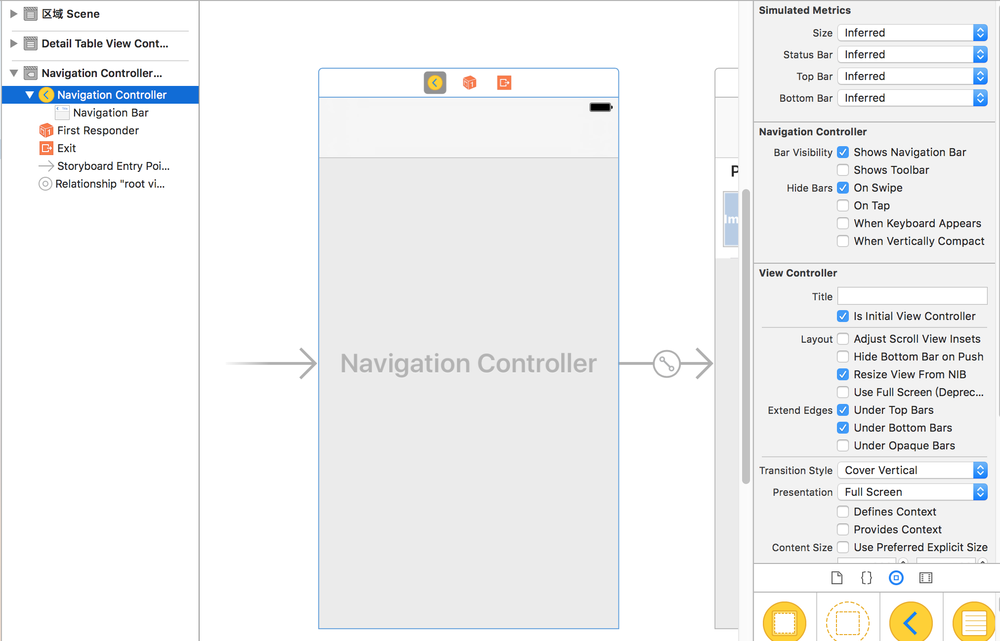 区域 Scene
Detail Table View Cont...
Navigation Controller...
Navigation Controller
Navigation Bar
First Responder
Exit
Storyboard Entry Poi...
Relationship "root vi...
Navigation Controller
P
Im
Simulated Metrics
Size Inferred
Status Bar Inferred
Top Bar Inferred
Bottom Bar Inferred
Navigation Controller
Bar Visibility Shows Navigation Bar
Shows Toolbar
Hide Bars On Swipe
On Tap
When Keyboard Appears
When Vertically Compact
View Controller
Title
Is Initial View Controller
Layout Adjust Scroll View Insets
Hide Bottom Bar on Push
Resize View From NIB
Use Full Screen (Deprec...
Extend Edges Under Top Bars
Under Bottom Bars
Under Opaque Bars
Transition Style Cover Vertical
Presentation Full Screen
Defines Context
Provides Context
Content Size Use Preferred Explicit Size